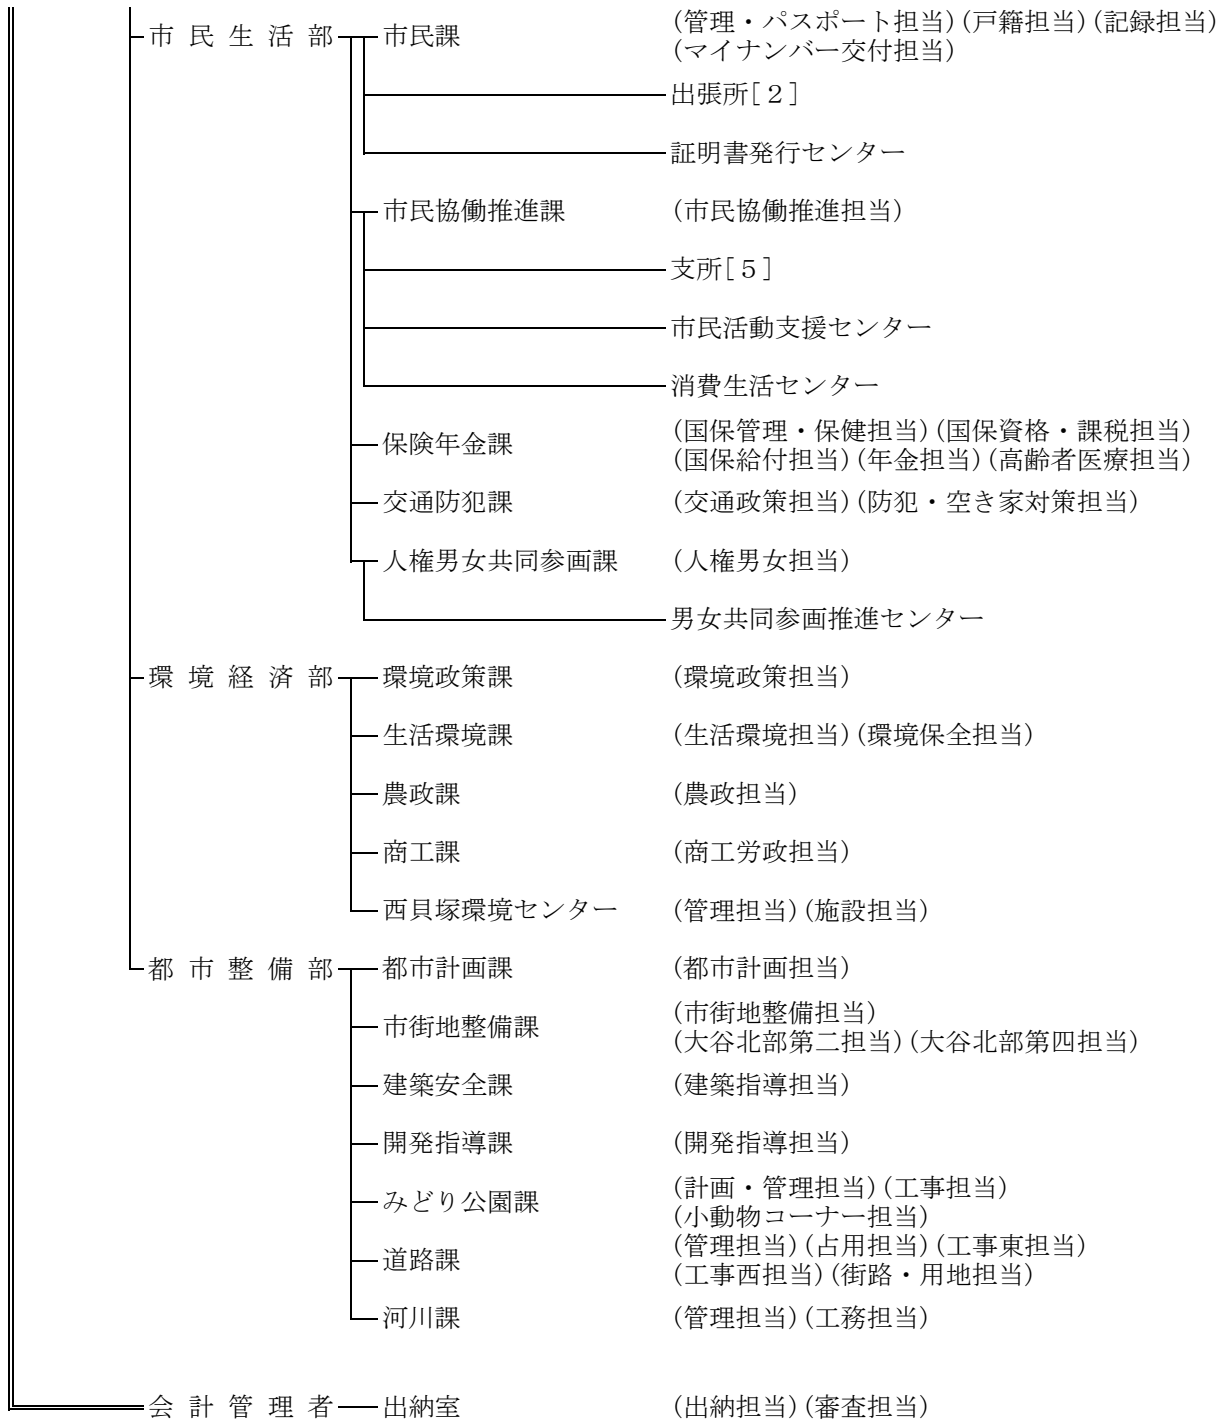 市民生活部 市民課 (管理・パスポート担当)(戸籍担当)(記録担当)
(マイナンバー交付担当)
出張所[２]
証明書発行センター
市民協働推進課 (市民協働推進担当)
支所[５]
市民活動支援センター
消費生活センター
保険年金課 (国保管理・保健担当)(国保資格・課税担当)
(国保給付担当)(年金担当)(高齢者医療担当)
交通防犯課 (交通政策担当)(防犯・空き家対策担当)
人権男女共同参画課 (人権男女担当)
男女共同参画推進センター
環境経済部 環境政策課 (環境政策担当)
生活環境課 (生活環境担当)(環境保全担当)
農政課 (農政担当)
商工課 (商工労政担当)
西貝塚環境センター (管理担当)(施設担当)
都市整備部 都市計画課 (都市計画担当)
市街地整備課 (市街地整備担当)
(大谷北部第二担当)(大谷北部第四担当)
建築安全課 (建築指導担当)
開発指導課 (開発指導担当)
みどり公園課 (計画・管理担当)(工事担当)
(小動物コーナー担当)
道路課 (管理担当)(占用担当)(工事東担当)
(工事西担当)(街路・用地担当)
河川課 (管理担当)(工務担当)
会計管理者 出納室 (出納担当)(審査担当)